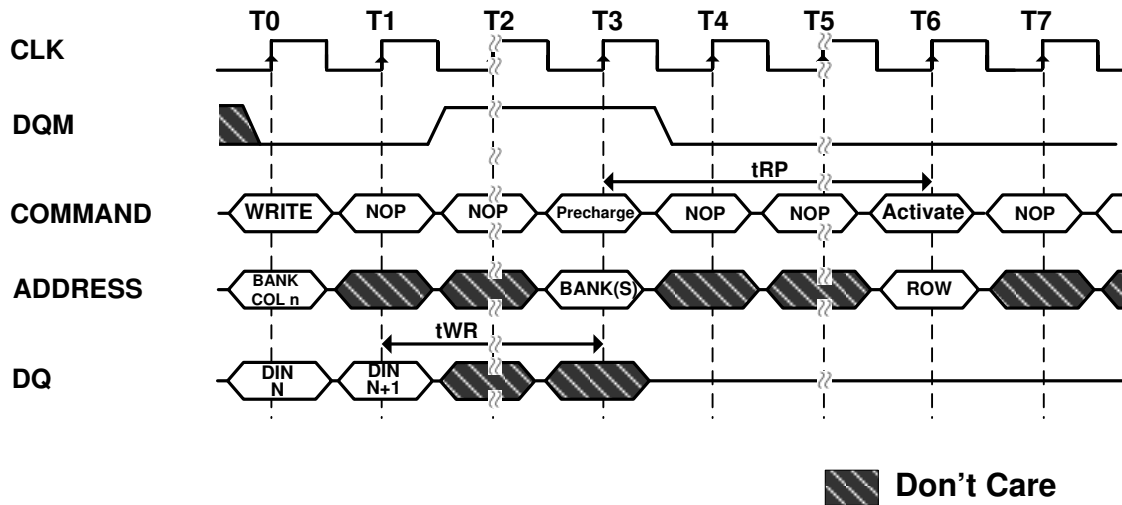 T0 T1 T2 T3 T4 T5 T6 T7
CLK
DQM
tRP
COMMAND WRITE NOP NOP Precharge NOP NOP Activate NOP
ADDRESS BANK COL n BANK(S) ROW
tWR
DQ DIN N DIN N+1
Don't Care